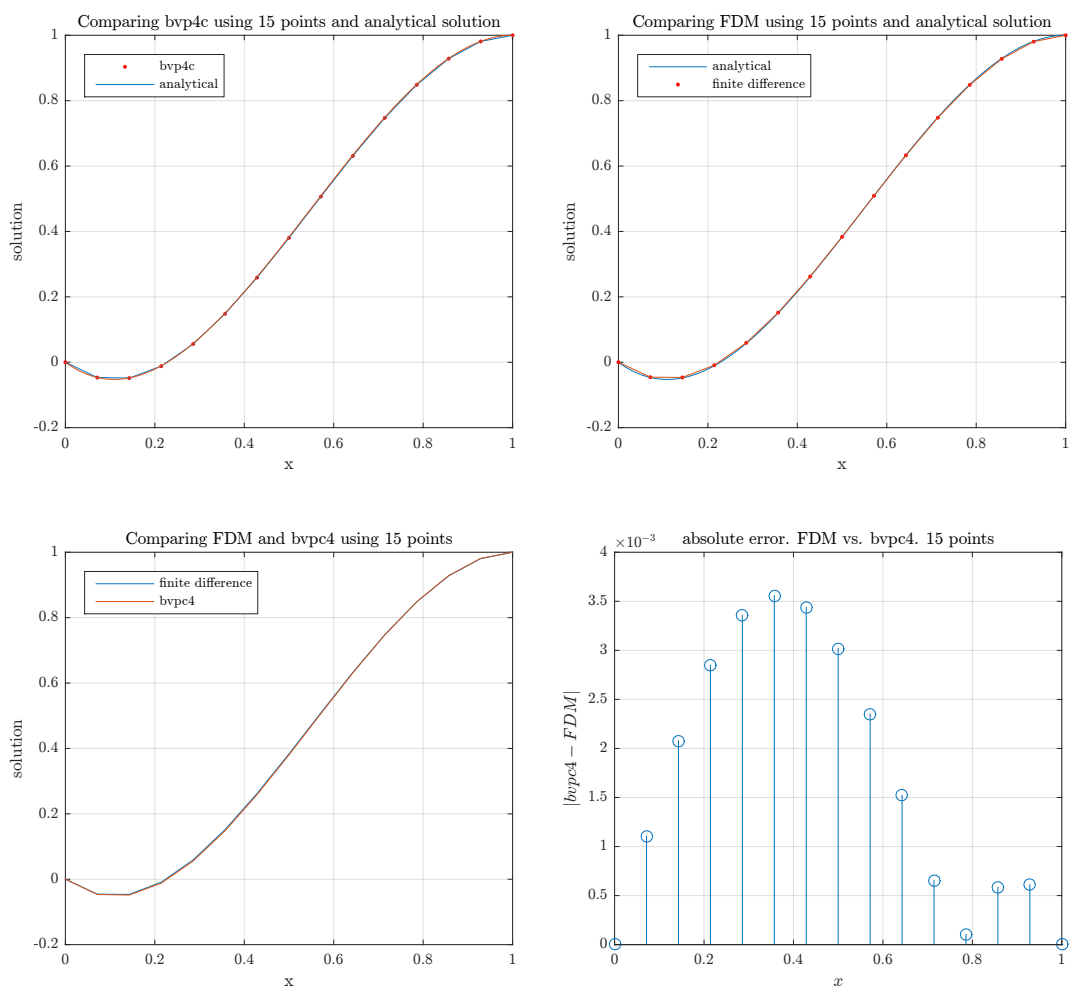 Comparing bvp4c using 15 points and analytical solution
1
0.8
0.6
0.4
0.2
0
-0.2
solution
bvp4c
analytical
0 0.2 0.4 0.6 0.8 1
x
Comparing FDM using 15 points and analytical solution
1
0.8
0.6
0.4
0.2
0
-0.2
solution
analytical
finite difference
0 0.2 0.4 0.6 0.8 1
x
Comparing FDM and bvpc4 using 15 points
1
0.8
0.6
0.4
0.2
0
-0.2
solution
finite difference
bvpc4
0 0.2 0.4 0.6 0.8 1
x
absolute error. FDM vs. bvpc4. 15 points
×10⁻³
4
3.5
3
2.5
2
1.5
1
0.5
0
|bvpc4 − FDM|
0 0.2 0.4 0.6 0.8 1
x